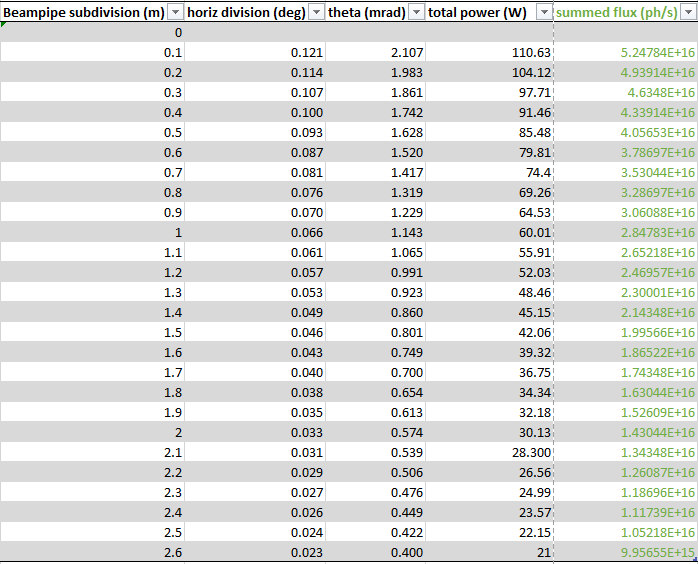 Beampipe subdivision (m) horiz division (deg) theta (mrad) total power (W) summed flux (ph/s)
0
0.1 0.121 2.107 110.63 5.24784E+16
0.2 0.114 1.983 104.12 4.93914E+16
0.3 0.107 1.861 97.71 4.6348E+16
0.4 0.100 1.742 91.46 4.33914E+16
0.5 0.093 1.628 85.48 4.05653E+16
0.6 0.087 1.520 79.81 3.78697E+16
0.7 0.081 1.417 74.4 3.53044E+16
0.8 0.076 1.319 69.26 3.28697E+16
0.9 0.070 1.229 64.53 3.06088E+16
1 0.066 1.143 60.01 2.84783E+16
1.1 0.061 1.065 55.91 2.65218E+16
1.2 0.057 0.991 52.03 2.46957E+16
1.3 0.053 0.923 48.46 2.30001E+16
1.4 0.049 0.860 45.15 2.14348E+16
1.5 0.046 0.801 42.06 1.99566E+16
1.6 0.043 0.749 39.32 1.86522E+16
1.7 0.040 0.700 36.75 1.74348E+16
1.8 0.038 0.654 34.34 1.63044E+16
1.9 0.035 0.613 32.18 1.52609E+16
2 0.033 0.574 30.13 1.43044E+16
2.1 0.031 0.539 28.300 1.34348E+16
2.2 0.029 0.506 26.56 1.26087E+16
2.3 0.027 0.476 24.99 1.18696E+16
2.4 0.026 0.449 23.57 1.11739E+16
2.5 0.024 0.422 22.15 1.05218E+16
2.6 0.023 0.400 21 9.95655E+15